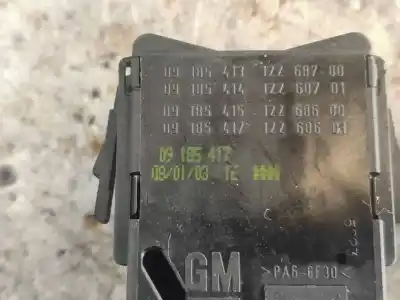 09 185 413 122 607 00
09 185 414 122 607 01
09 185 415 122 606 00
09 185 417 122 606 01
09 185 417
08/01/03 TE
GM
>PA6-GF30<